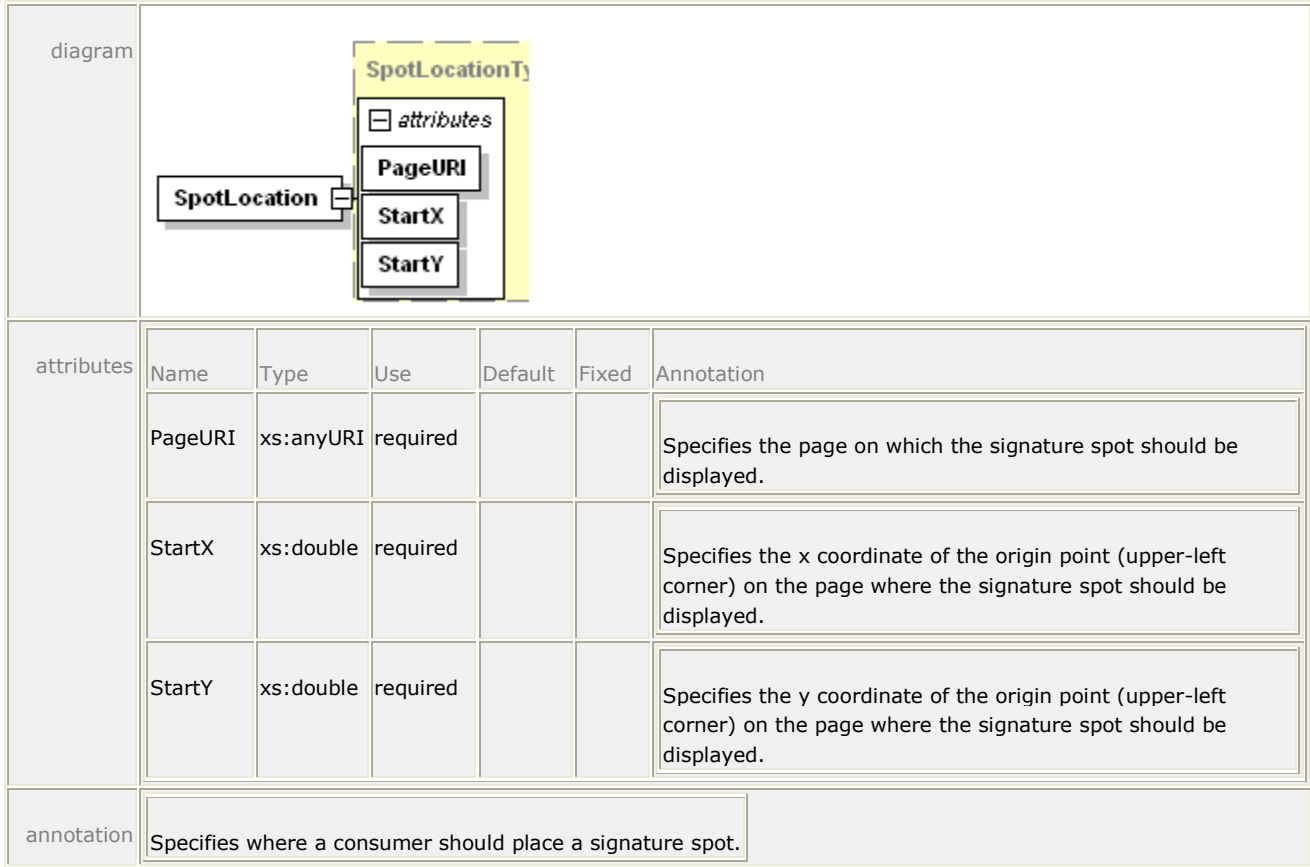 diagram
SpotLocationTy
attributes
PageURI
SpotLocation
StartX
StartY
attributes
Name Type Use Default Fixed Annotation
PageURI xs:anyURI required
Specifies the page on which the signature spot should be
displayed.
StartX xs:double required
Specifies the x coordinate of the origin point (upper-left
corner) on the page where the signature spot should be
displayed.
StartY xs:double required
Specifies the y coordinate of the origin point (upper-left
corner) on the page where the signature spot should be
displayed.
annotation
Specifies where a consumer should place a signature spot.